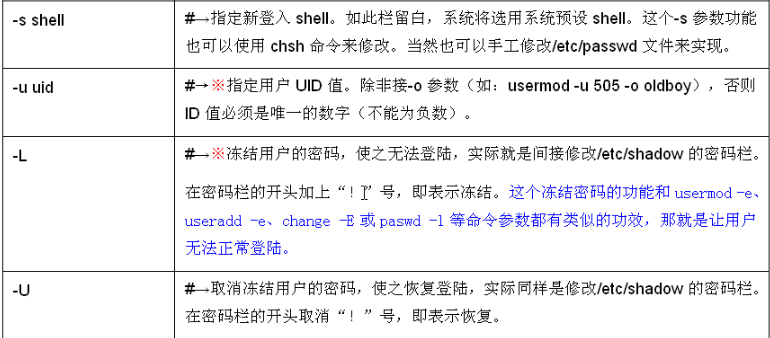 -s shell
#→指定新登入 shell。如此栏留白，系统将选用系统预设 shell。这个-s 参数功能
也可以使用 chsh 命令来修改。当然也可以手工修改/etc/passwd 文件来实现。
-u uid
#→※指定用户 UID 值。除非接-o 参数（如：usermod -u 505 -o oldboy），否则
ID 值必须是唯一的数字（不能为负数）。
-L
#→※冻结用户的密码，使之无法登陆，实际就是间接修改/etc/shadow 的密码栏。
在密码栏的开头加上“！”号，即表示冻结。这个冻结密码的功能和 usermod -e、
useradd -e、change -E 或 paswd -l 等命令参数都有类似的功效，那就是让用户
无法正常登陆。
-U
#→取消冻结用户的密码，使之恢复登陆，实际同样是修改/etc/shadow 的密码栏。
在密码栏的开头取消“！”号，即表示恢复。